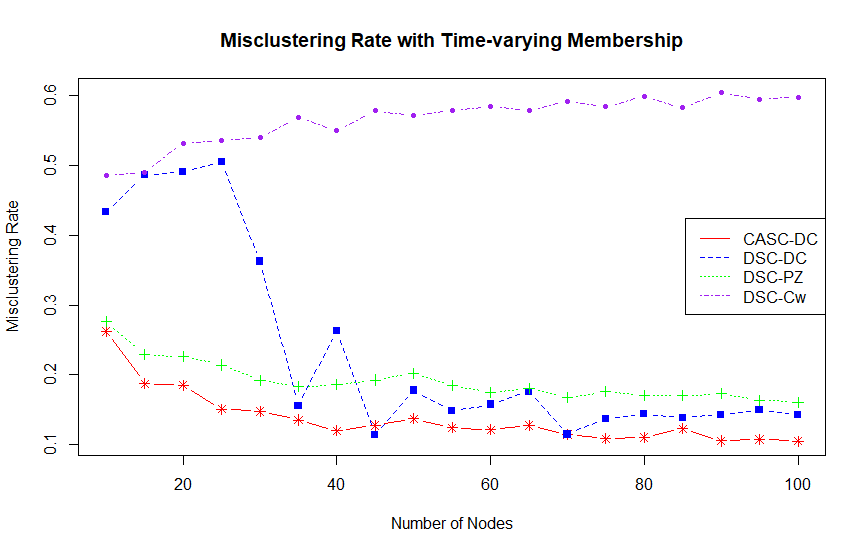 Misclustering Rate with Time-varying Membership
Misclustering Rate
0.6
0.5
0.4
0.3
0.2
0.1
CASC-DC
DSC-DC
DSC-PZ
DSC-Cw
20
40
60
80
100
Number of Nodes